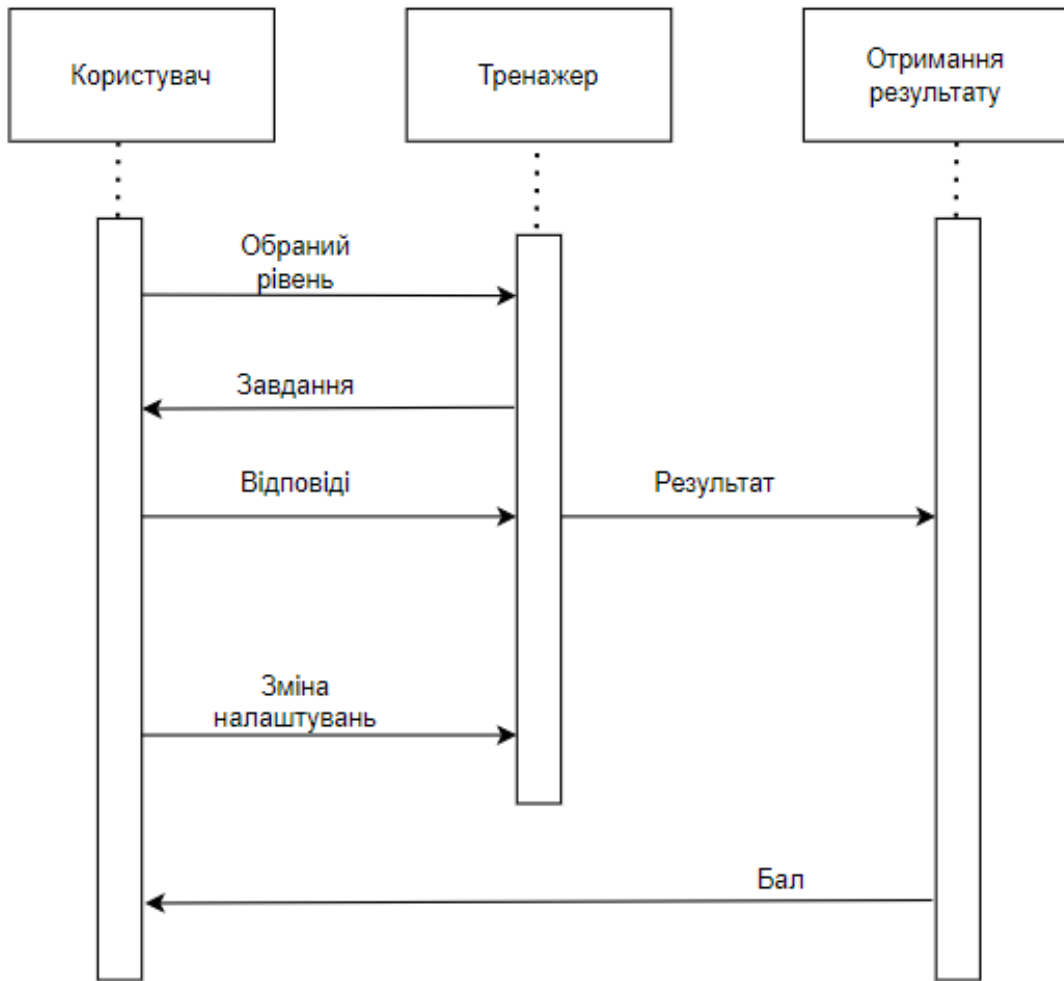 Користувач
Тренажер
Отримання
результату
Обраний
рівень
Завдання
Відповіді
Результат
Зміна
налаштувань
Бал